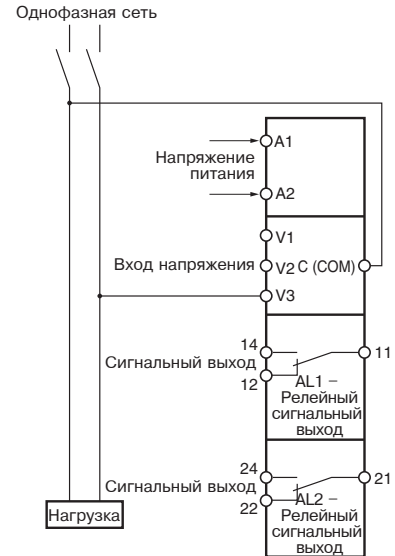 Однофазная сеть
A1
Напряжение
питания
A2
V1
Вход напряжения
V2
C (COM)
V3
14
11
Сигнальный выход
12
AL1 –
Релейный
сигнальный
выход
24
21
Сигнальный выход
22
AL2 –
Релейный
сигнальный
выход
Нагрузка